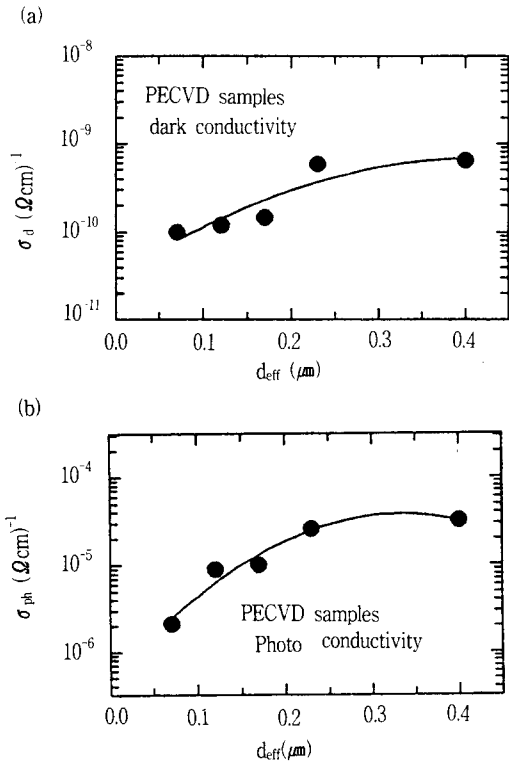 (a)
10⁻⁸
PECVD samples
dark conductivity
10⁻⁹
σd (Ωcm)⁻¹
10⁻¹⁰
10⁻¹¹
0.0 0.1 0.2 0.3 0.4
deff (μm)
(b)
10⁻⁴
σph (Ωcm)⁻¹
10⁻⁵
PECVD samples
Photo conductivity
10⁻⁶
0.0 0.1 0.2 0.3 0.4
deff(μm)